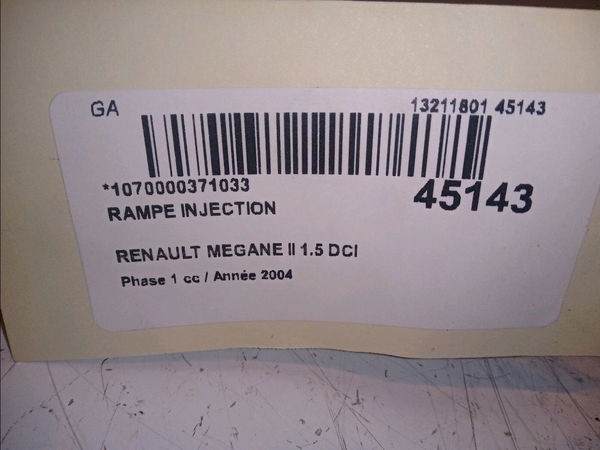 GA 13211801 45143
*1070000371033 45143
RAMPE INJECTION
RENAULT MEGANE II 1.5 DCI
Phase 1 cc / Année 2004